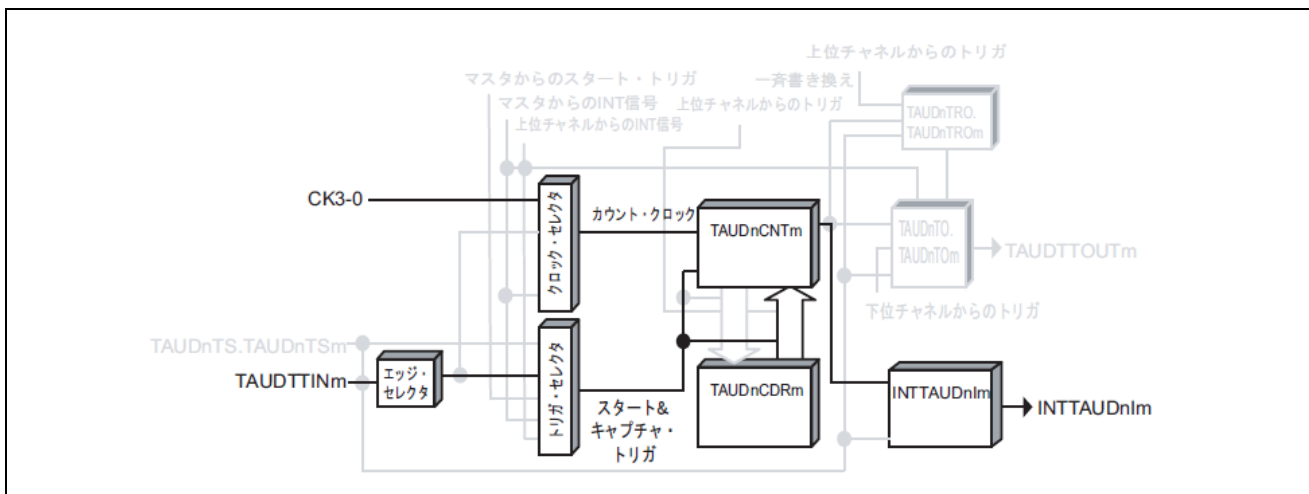 上位チャネルからのトリガ
マスタからのスタート・トリガ
一斉書き換え
マスタからのINT信号
上位チャネルからのトリガ
上位チャネルからのINT信号
TAUDnTRO.
TAUDnTROm
CK3-0
クロック・セレクタ
カウント・クロック
TAUDnCNTm
TAUDnTO.
TAUDnTOm
TAUDTTOUTm
下位チャネルからのトリガ
TAUDnTS.TAUDnTSm
TAUDTTINm
エッジ・
セレクタ
トリガ・セレクタ
スタート&
キャプチャ・
トリガ
TAUDnCDRm
INTTAUDnIm
INTTAUDnIm